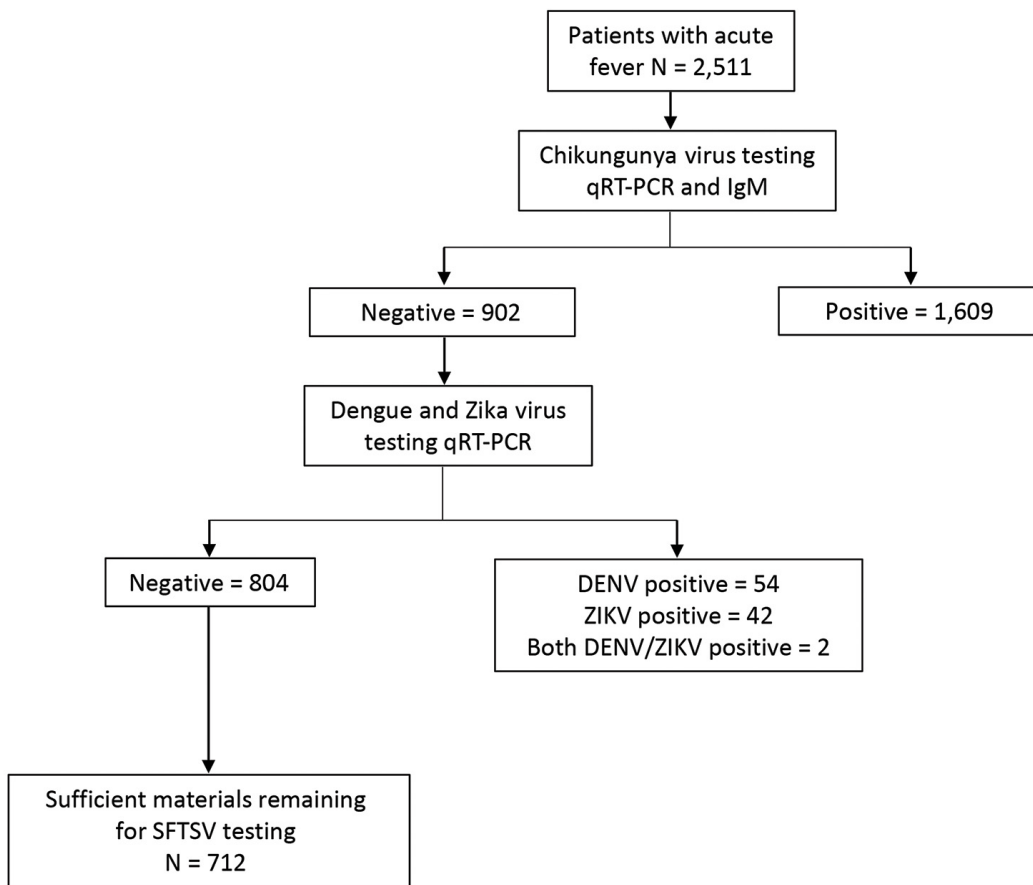 Patients with acute
fever N = 2,511
Chikungunya virus testing
qRT-PCR and IgM
Negative = 902
Positive = 1,609
Dengue and Zika virus
testing qRT-PCR
Negative = 804
DENV positive = 54
ZIKV positive = 42
Both DENV/ZIKV positive = 2
Sufficient materials remaining
for SFTSV testing
N = 712